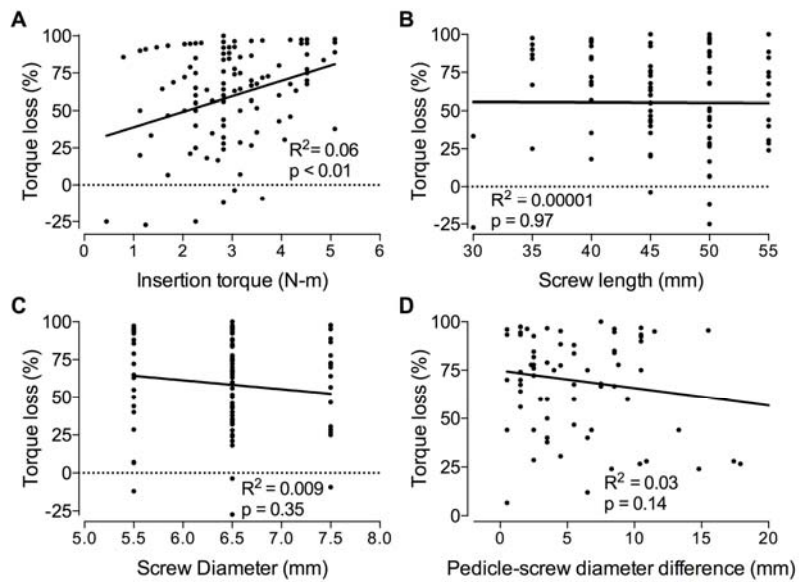 A
Torque loss (%)
100
75
50
25
0
-25
R²= 0.06
p < 0.01
0 1 2 3 4 5 6
Insertion torque (N-m)
B
Torque loss (%)
100
75
50
25
0
-25
R² = 0.00001
p = 0.97
30 35 40 45 50 55
Screw length (mm)
C
Torque loss (%)
100
75
50
25
0
-25
R² = 0.009
p = 0.35
5.0 5.5 6.0 6.5 7.0 7.5 8.0
Screw Diameter (mm)
D
Torque loss (%)
100
75
50
25
0
R² = 0.03
p = 0.14
0 5 10 15 20
Pedicle-screw diameter difference (mm)